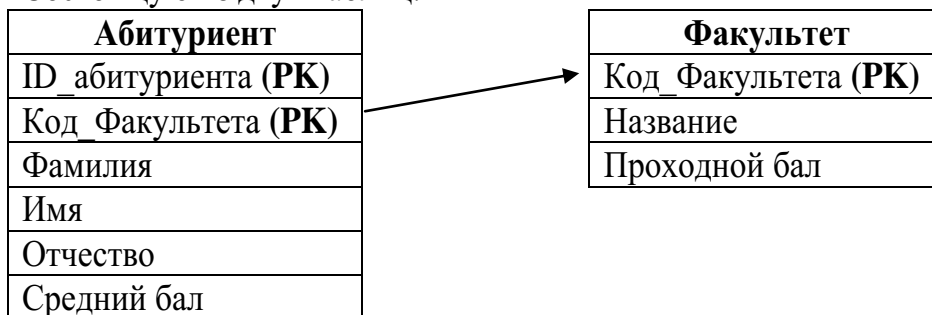 Абитуриент
ID_абитуриента (PK)
Код_Факультета (PK)
Фамилия
Имя
Отчество
Средний бал
Факультет
Код_Факультета (PK)
Название
Проходной бал